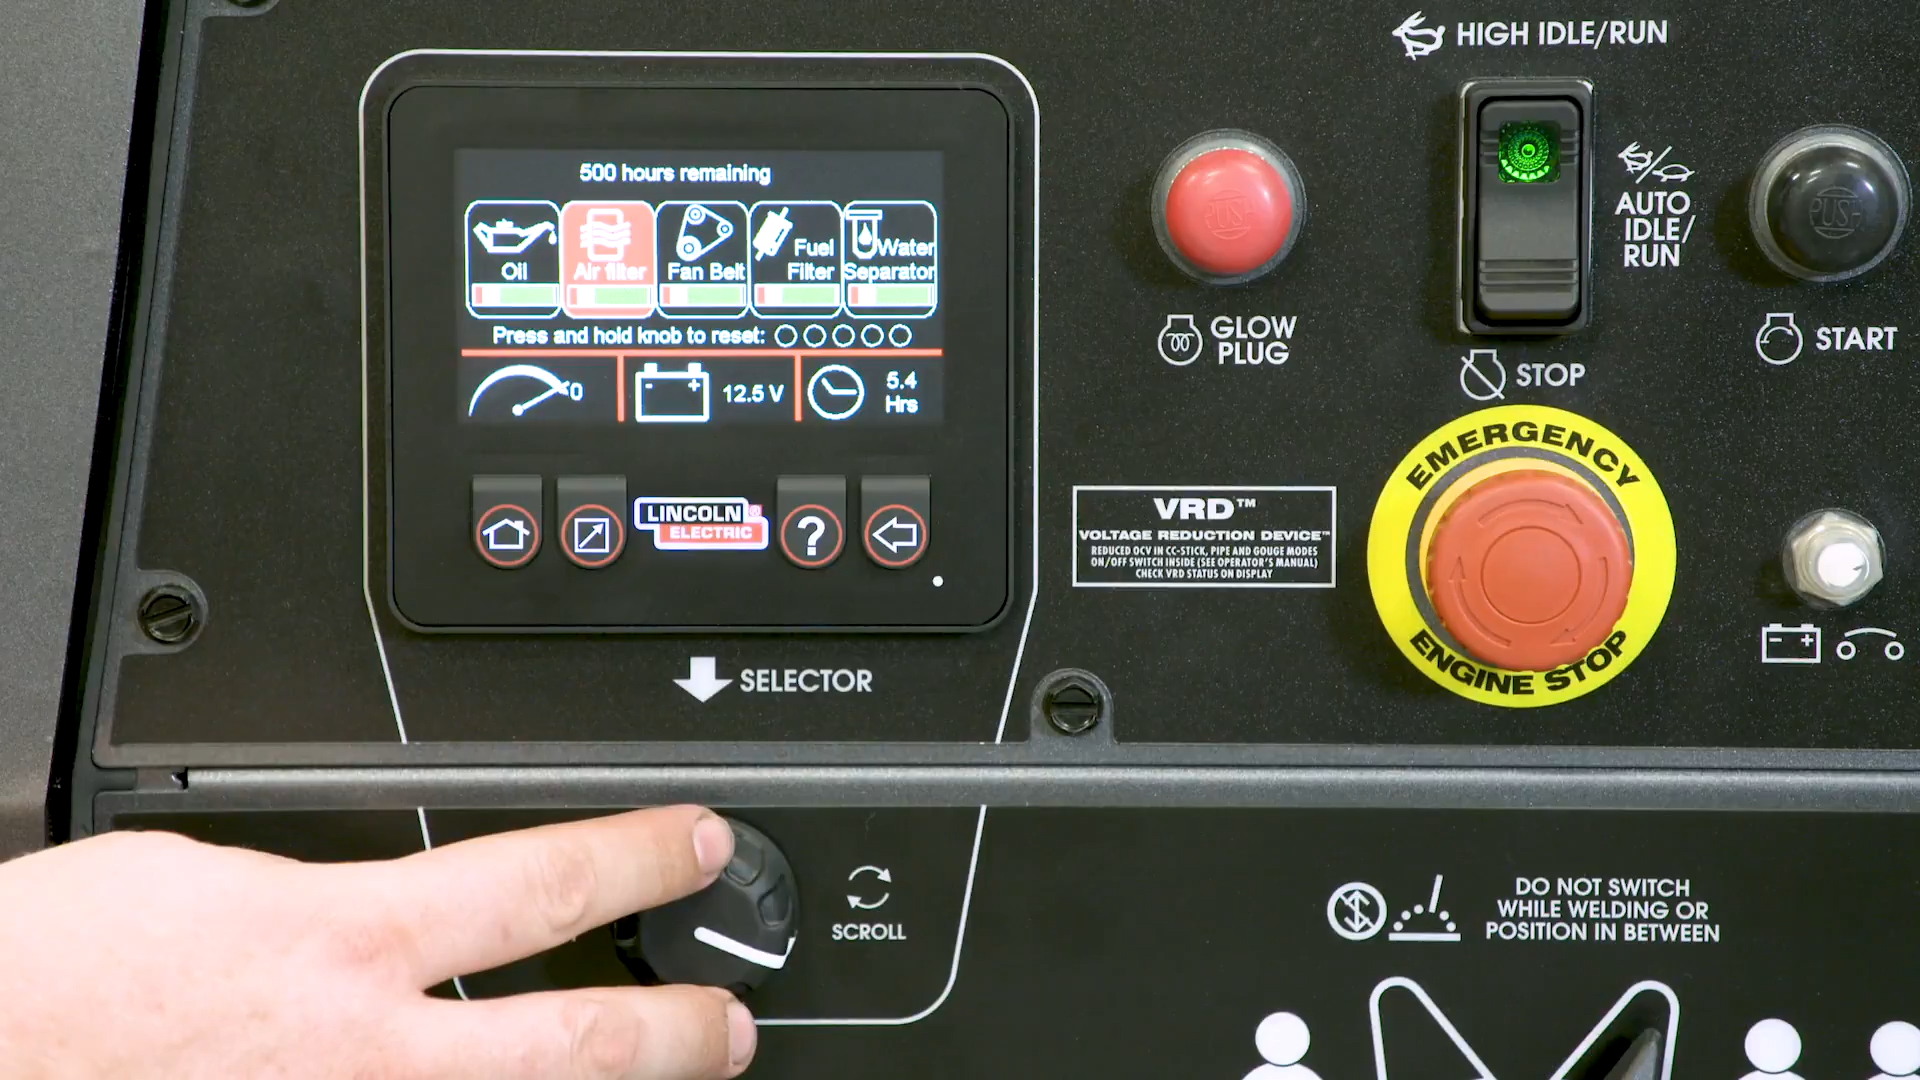 500 hours remaining
Oil
Air filter
Fan Belt
Fuel
Filter
Water
Separator
Press and hold knob to reset:
0
- +
12.5 V
5.4
Hrs
LINCOLN ®
ELECTRIC
?
SELECTOR
SCROLL
HIGH IDLE/RUN
AUTO
IDLE/
RUN
STOP
GLOW
PLUG
START
VRD™
VOLTAGE REDUCTION DEVICE™
REDUCED OCV IN CC-STICK, PIPE AND GOUGE MODES
ON/OFF SWITCH INSIDE (SEE OPERATOR'S MANUAL)
CHECK VRD STATUS ON DISPLAY
EMERGENCY
ENGINE STOP
- +
DO NOT SWITCH
WHILE WELDING OR
POSITION IN BETWEEN